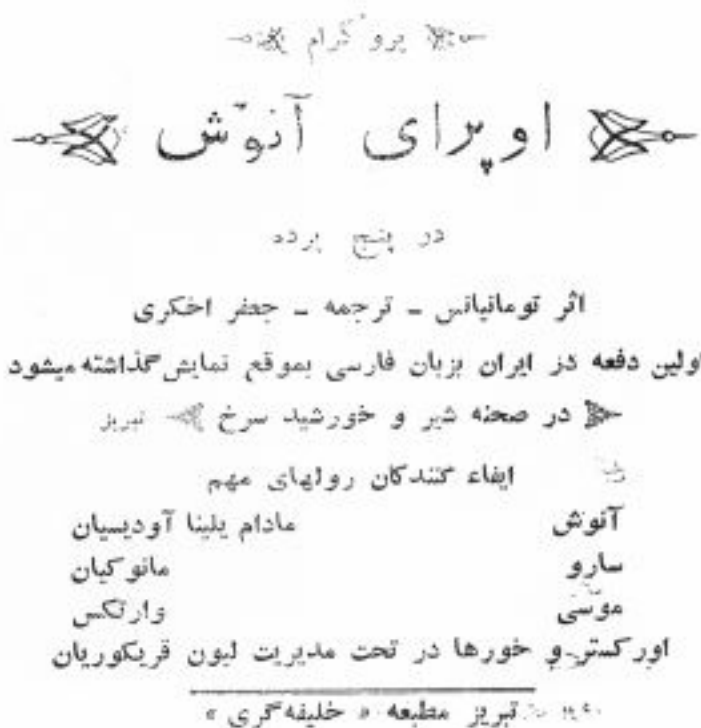 پروگرام
اوپرای آنوش
در پنج پرده
اثر تومانیانس ـ ترجمه ـ جعفر اخگری
اولین دفعه در ایران بزبان فارسی بموقع نمایش گذاشته میشود
در صحنه شیر و خورشید سرخ تبریز
ایفاء کنندکان رولهای مهم
آنوش مادام یلینا آودیسیان
سارو مانوکیان
موسی وارتکس
اورکستر و خورها در تحت مدیریت لیون قریکوریان
تبریز مطبعه « خلیفه گری »